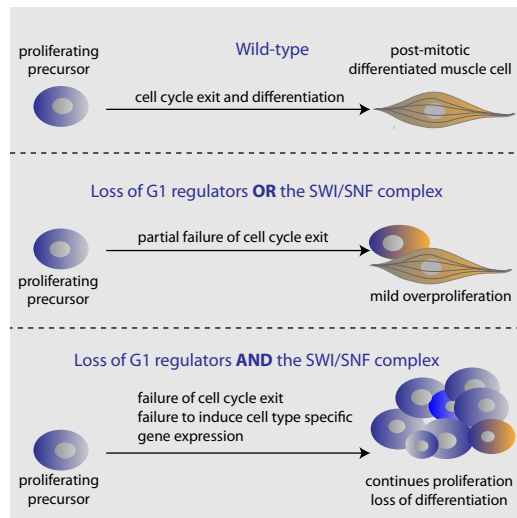 Wild-type
proliferating
precursor
post-mitotic
differentiated muscle cell
cell cycle exit and differentiation
Loss of G1 regulators OR the SWI/SNF complex
partial failure of cell cycle exit
proliferating
precursor
mild overproliferation
Loss of G1 regulators AND the SWI/SNF complex
failure of cell cycle exit
failure to induce cell type specific
gene expression
proliferating
precursor
continues proliferation
loss of differentiation